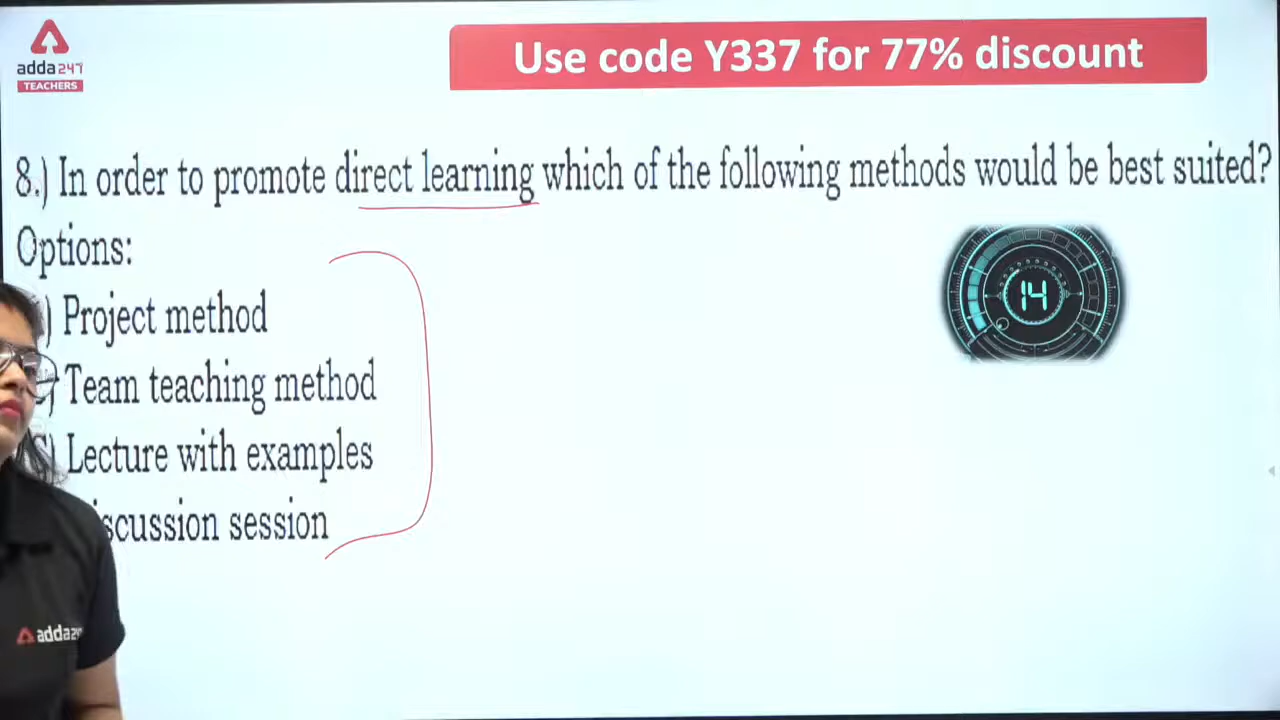 adda247
TEACHERS
Use code Y337 for 77% discount
8.) In order to promote direct learning which of the following methods would be best suited?
Options:
) Project method
) Team teaching method
) Lecture with examples
iscussion session
14
adda24